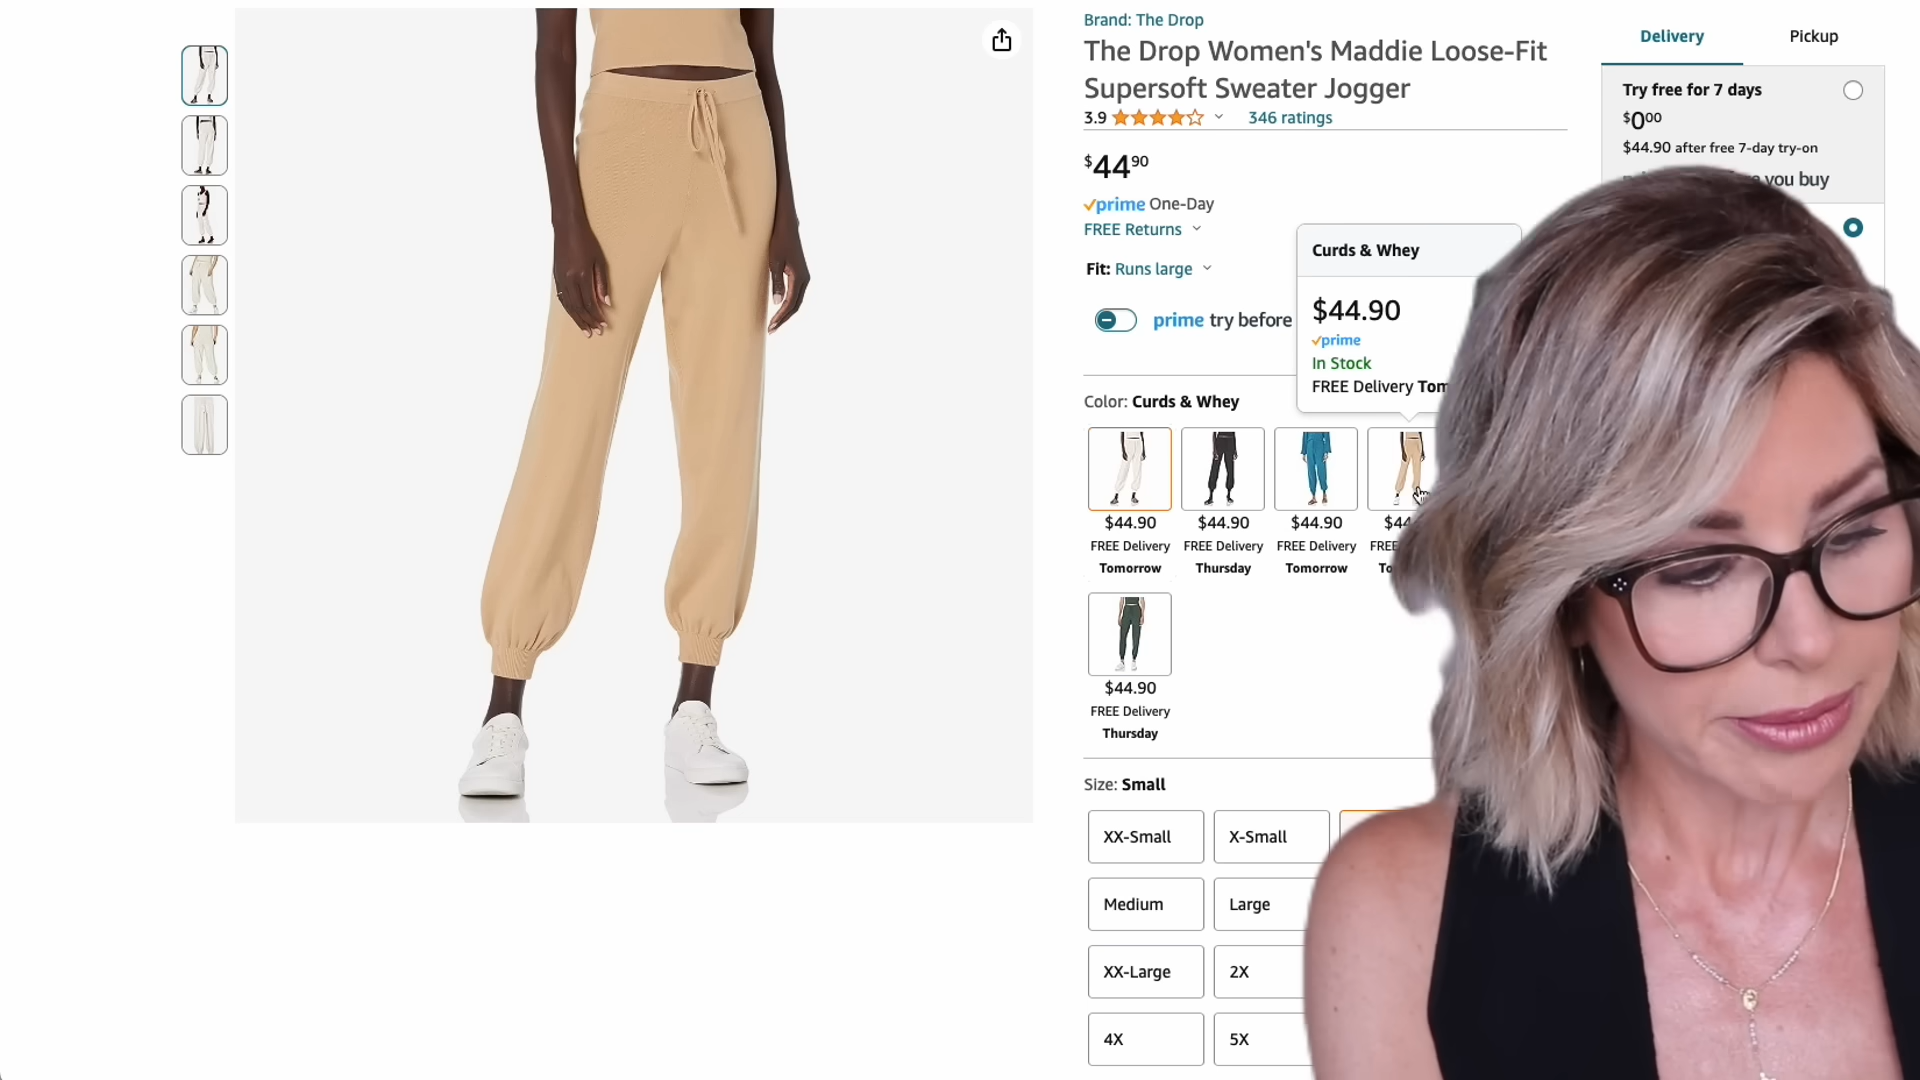 Brand: The Drop
The Drop Women's Maddie Loose-Fit
Supersoft Sweater Jogger
3.9
346 ratings
$44.90
prime One-Day
FREE Returns
Fit: Runs large
prime try before
Curds & Whey
$44.90
prime
In Stock
FREE Delivery
Color: Curds & Whey
$44.90 $44.90 $44.90
FREE Delivery FREE Delivery FREE Delivery FREE
Tomorrow Thursday Tomorrow
$44.90
FREE Delivery
Thursday
Size: Small
XX-Small X-Small
Medium Large
XX-Large 2X
4X 5X
Delivery Pickup
Try free for 7 days
$0.00
$44.90 after free 7-day try-on
you buy